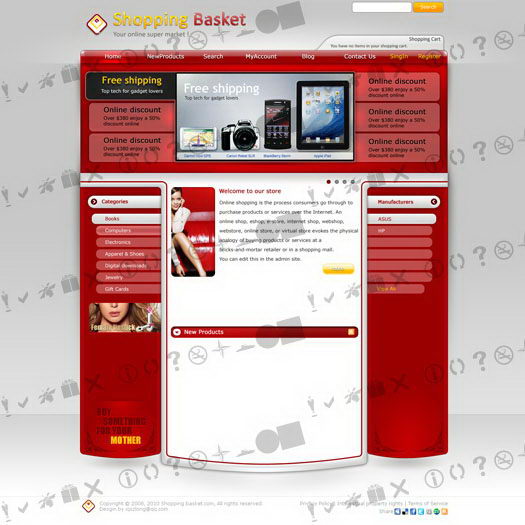 Shopping Basket
Your online super market !
Search
Shopping Cart
You have no items in your shopping cart.
Home NewProducts Search MyAccount Blog Contact Us SingIn Register
Free shipping
Top tech for gadget lovers
Online discount
Over $380 enjoy a 50% discount online
Online discount
Over $380 enjoy a 50% discount online
Free shipping
Top tech for gadget lovers
BlackBerry Storm
Apple iPad
Online discount
Over $380 enjoy a 50% discount online
Online discount
Over $380 enjoy a 50% discount online
Online discount
Over $380 enjoy a 50% discount online
Categories
Books
Computers
Electronics
Apparel & Shoes
Digital downloads
Jewelry
Gift Cards
Female Lipstick
BUY
SOMETHING
FOR YOUR
MOTHER
Welcome to our store
Online shopping is the process consumers go through to
purchase products or services over the Internet. An
online shop, eshop, e-store, internet shop, webshop,
webstore, online store, or virtual store evokes the physical
analogy of buying products or services at a
bricks-and-mortar retailer or in a shopping mall.
You can edit this in the admin site.
New Products
Manufacturers
ASUS
HP
View All
Copyright © 2008, 2010 Shopping basket.com, All rights reserved.
Privacy Policy | Intellectual property rights | Terms of Service
Share